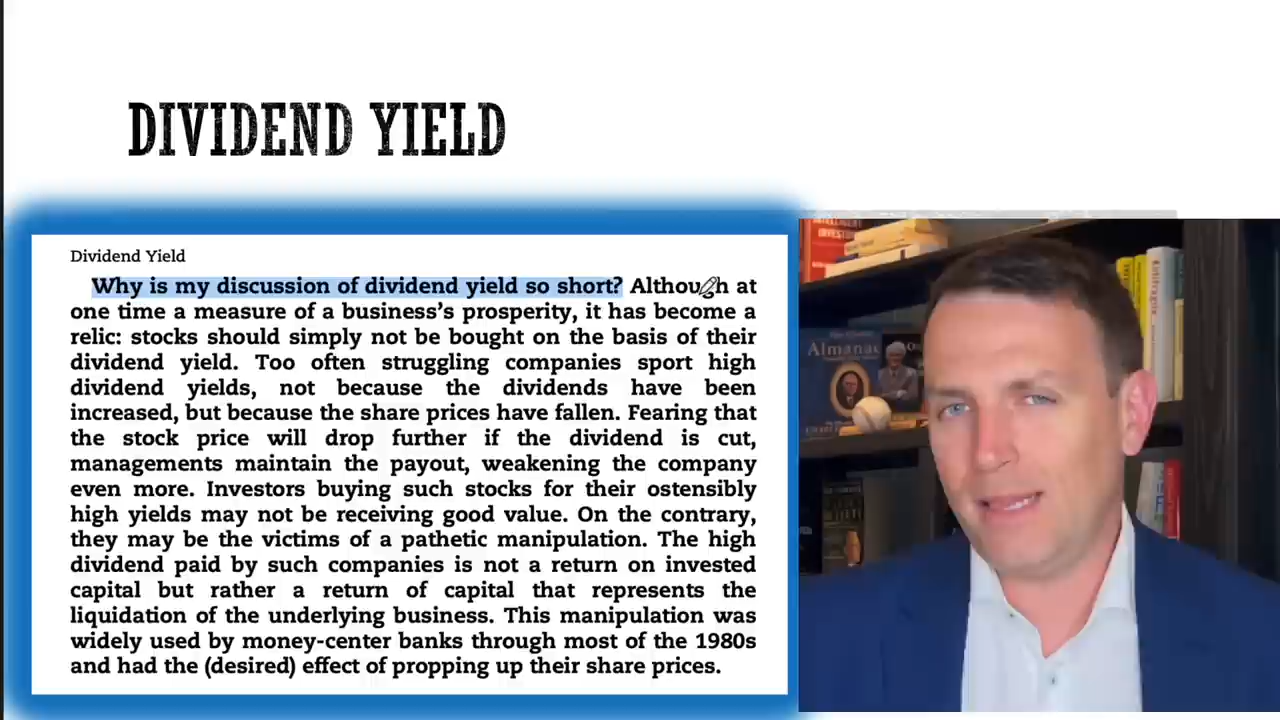 DIVIDEND YIELD
Dividend Yield
Why is my discussion of dividend yield so short? Although at
one time a measure of a business's prosperity, it has become a
relic: stocks should simply not be bought on the basis of their
dividend yield. Too often struggling companies sport high
dividend yields, not because the dividends have been
increased, but because the share prices have fallen. Fearing that
the stock price will drop further if the dividend is cut,
managements maintain the payout, weakening the company
even more. Investors buying such stocks for their ostensibly
high yields may not be receiving good value. On the contrary,
they may be the victims of a pathetic manipulation. The high
dividend paid by such companies is not a return on invested
capital but rather a return of capital that represents the
liquidation of the underlying business. This manipulation was
widely used by money-center banks through most of the 1980s
and had the (desired) effect of propping up their share prices.
INTELLIGENT
INVESTOR
Almanac